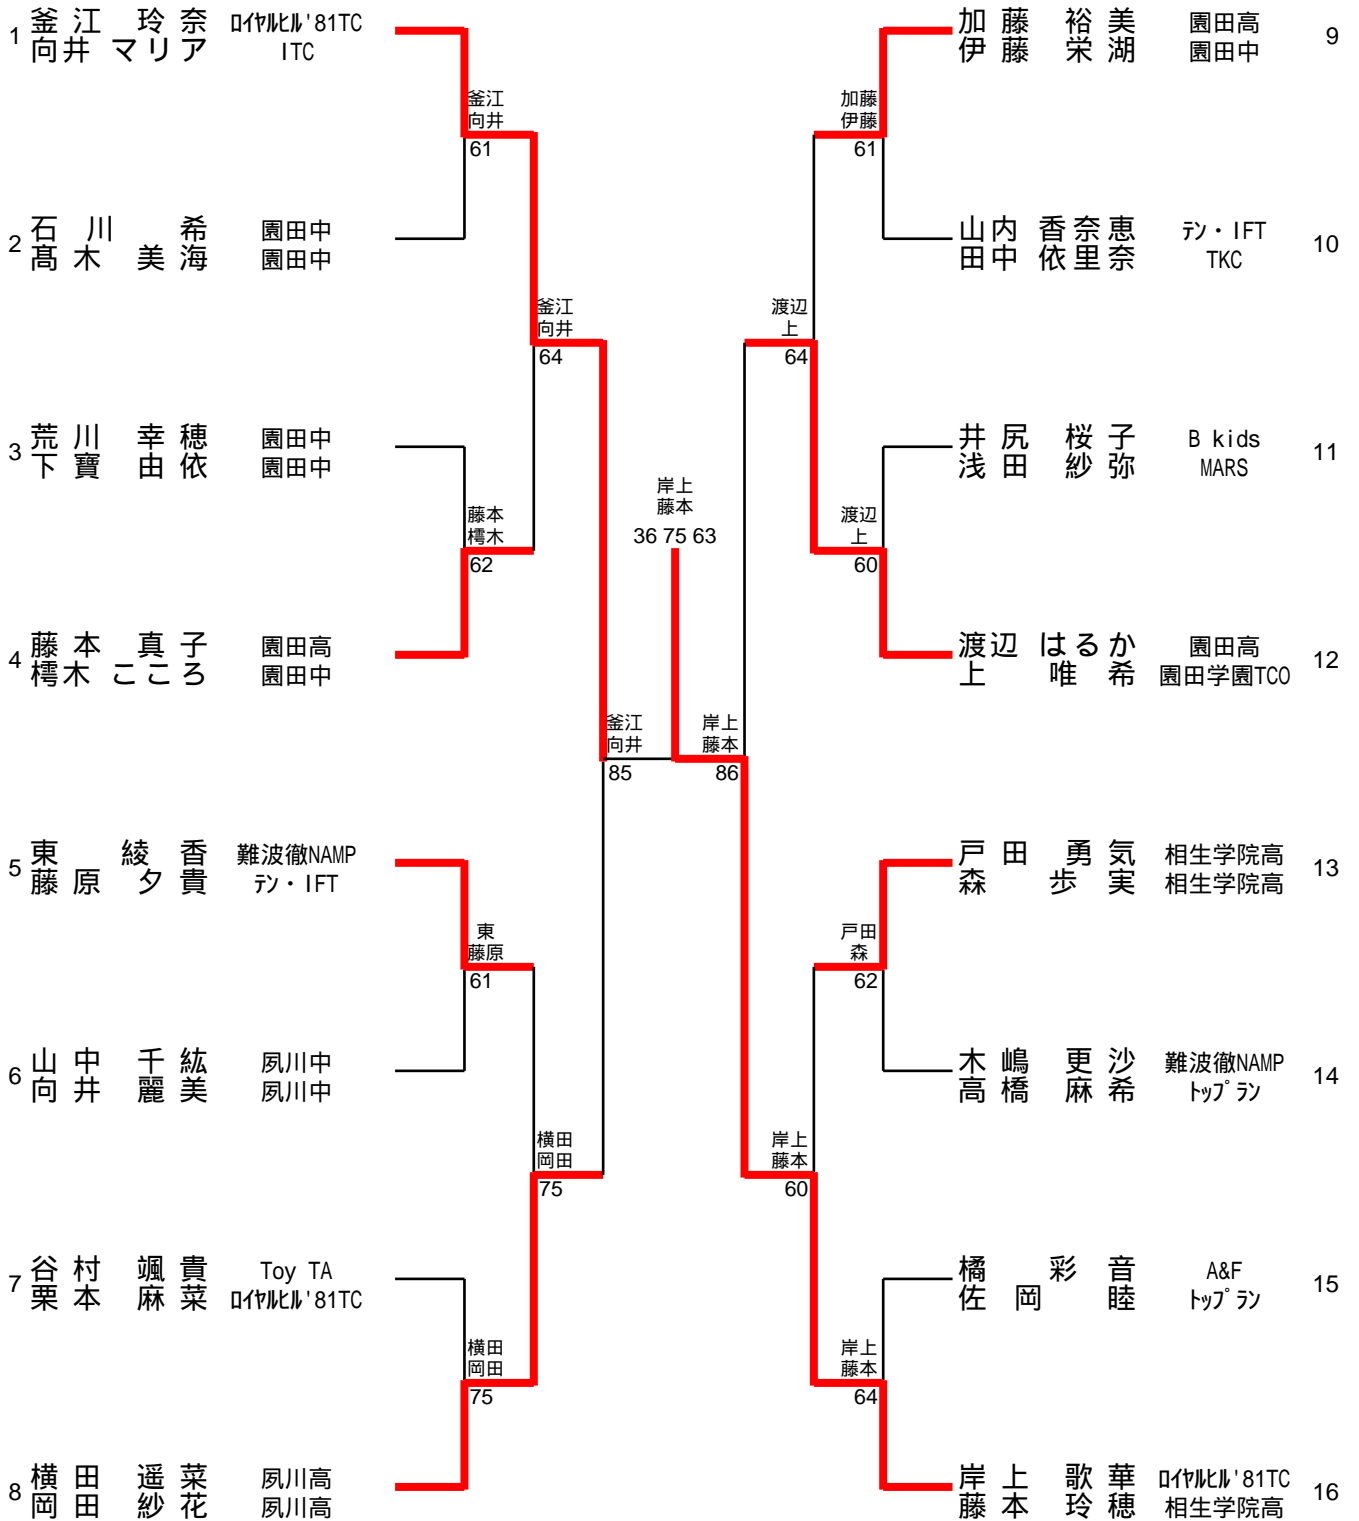 1 釜江 玲奈 ロイヤルヒル'81TC
向井 マリア ITC
釜江
向井
61
2 石川 希 園田中
髙木 美海 園田中
釜江
向井
64
3 荒川 幸穂 園田中
下寶 由依 園田中
藤本
樗木
62
4 藤本 真子 園田高
樗木 こころ 園田中
釜江
向井
85
5 東 綾香 難波徹NAMP
藤原 夕貴 テン・IFT
東
藤原
61
6 山中 千紘 夙川中
向井 麗美 夙川中
横田
岡田
75
7 谷村 颯貴 Toy TA
栗本 麻菜 ロイヤルヒル'81TC
横田
岡田
75
8 横田 遥菜 夙川高
岡田 紗花 夙川高
岸上
藤本
36 75 63
加藤 裕美 園田高 9
伊藤 栄湖 園田中
加藤
伊藤
61
山内 香奈恵 テン・IFT 10
田中 依里奈 TKC
渡辺
上
64
井尻 桜子 B kids 11
浅田 紗弥 MARS
渡辺
上
60
渡辺 はるか 園田高 12
上 唯希 園田学園TCO
岸上
藤本
86
戸田 勇気 相生学院高 13
森 歩実 相生学院高
戸田
森
62
木嶋 更沙 難波徹NAMP 14
高橋 麻希 トップラン
岸上
藤本
60
橘 彩音 A&F 15
佐岡 睦 トップラン
岸上
藤本
64
岸上 歌華 ロイヤルヒル'81TC 16
藤本 玲穂 相生学院高